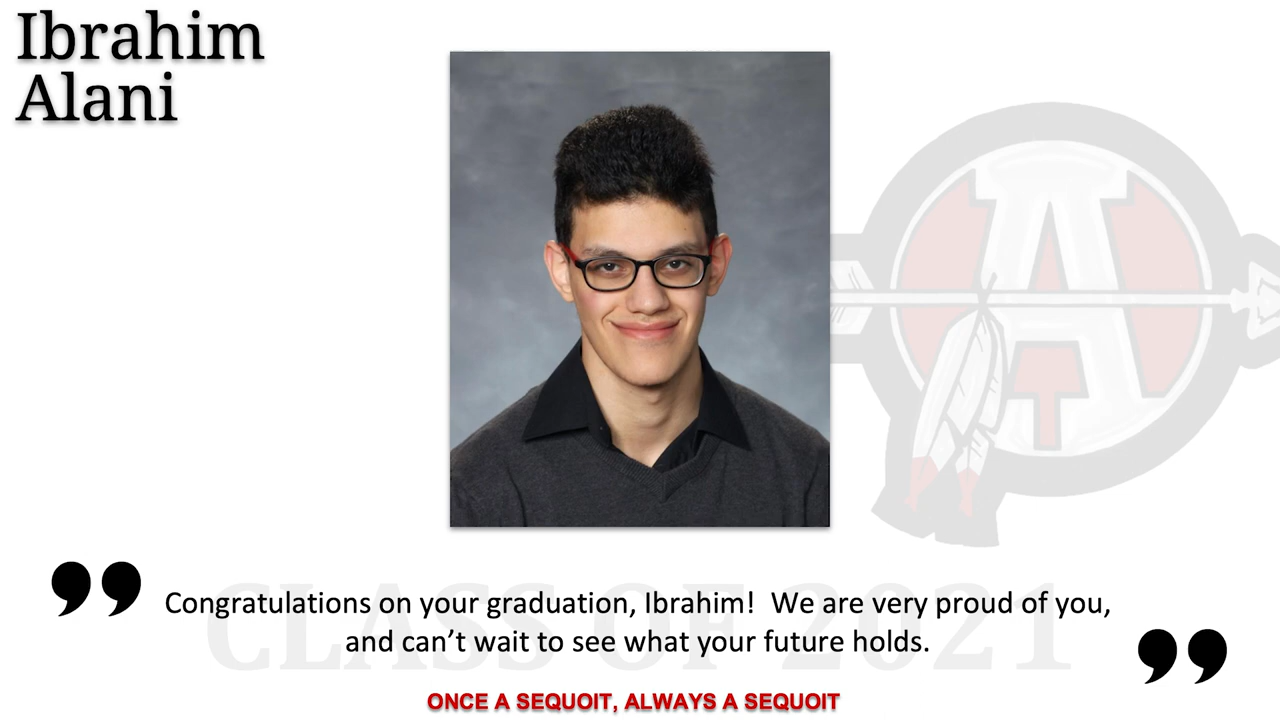 Ibrahim
Alani
A
Congratulations on your graduation, Ibrahim!  We are very proud of you,
and can’t wait to see what your future holds.
CLASS OF 2021
ONCE A SEQUOIT, ALWAYS A SEQUOIT